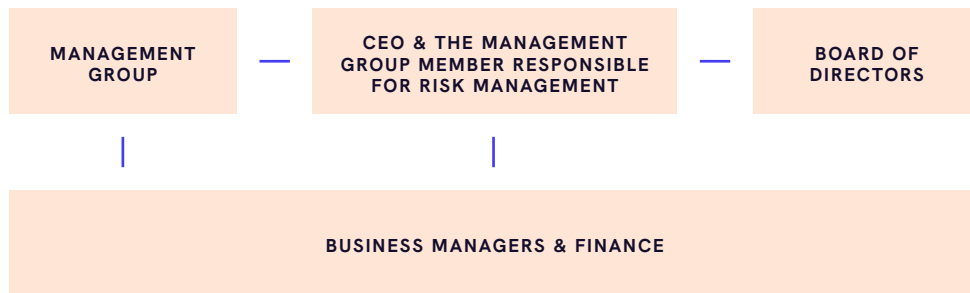 MANAGEMENT
GROUP
CEO & THE MANAGEMENT
GROUP MEMBER RESPONSIBLE
FOR RISK MANAGEMENT
BOARD OF
DIRECTORS
BUSINESS MANAGERS & FINANCE